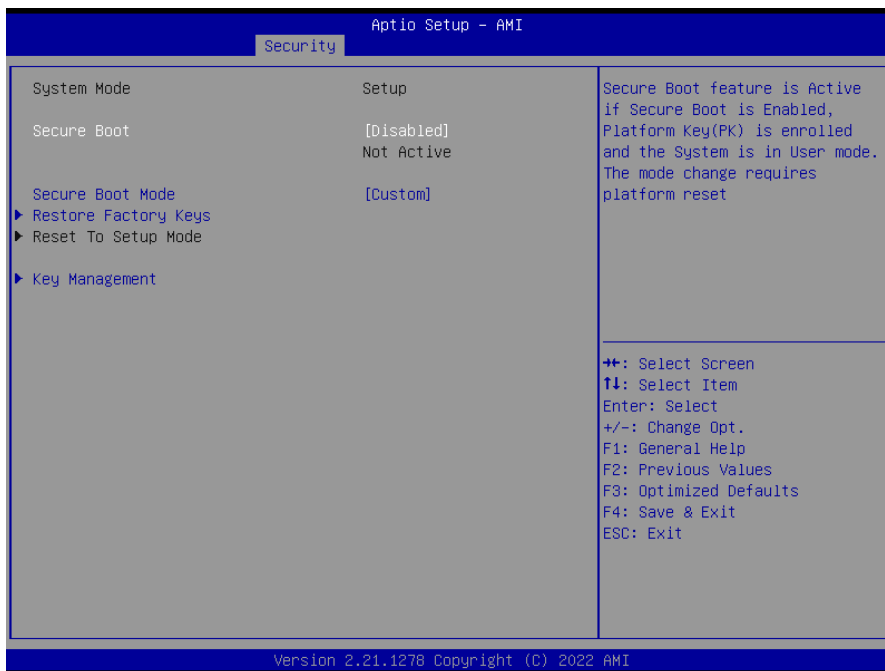 Aptio Setup – AMI
Security
System Mode Setup
Secure Boot [Disabled]
Not Active
Secure Boot Mode [Custom]
Restore Factory Keys
Reset To Setup Mode
Key Management
Secure Boot feature is Active
if Secure Boot is Enabled,
Platform Key(PK) is enrolled
and the System is in User mode.
The mode change requires
platform reset
→←: Select Screen
↑↓: Select Item
Enter: Select
+/-: Change Opt.
F1: General Help
F2: Previous Values
F3: Optimized Defaults
F4: Save & Exit
ESC: Exit
Version 2.21.1278 Copyright (C) 2022 AMI